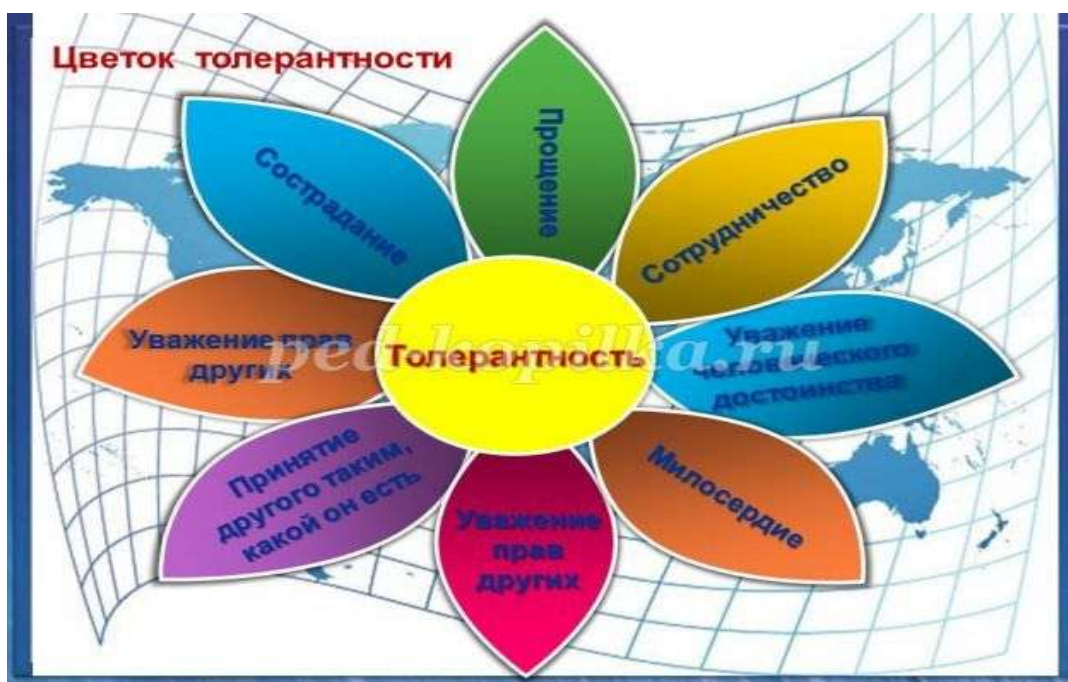 Цветок толерантности
Прощение
Сострадание
Сотрудничество
Уважение прав
других
Толерантность
Уважение
человеческого
достоинства
Принятие
другого таким,
какой он есть
Уважение
прав
других
Милосердие
ped-kopilka.ru